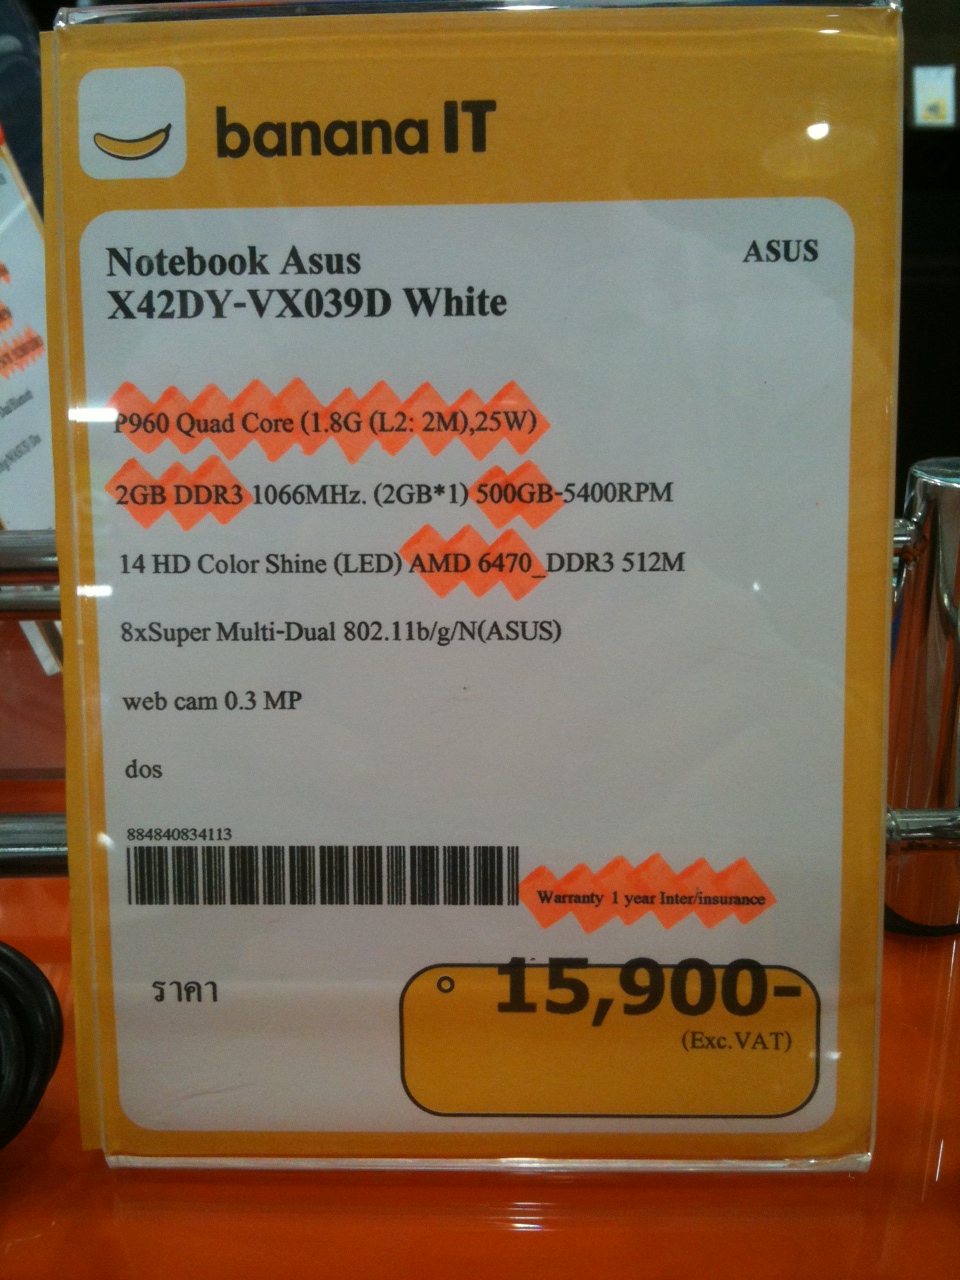 banana IT
Notebook Asus
ASUS
X42DY-VX039D White
P960 Quad Core (1.8G (L2: 2M),25W)
2GB DDR3 1066MHz. (2GB*1) 500GB-5400RPM
14 HD Color Shine (LED) AMD 6470_DDR3 512M
8xSuper Multi-Dual 802.11b/g/N(ASUS)
web cam 0.3 MP
dos
884840834113
Warranty 1 year Inter/insurance
ราคา
15,900-
(Exc.VAT)